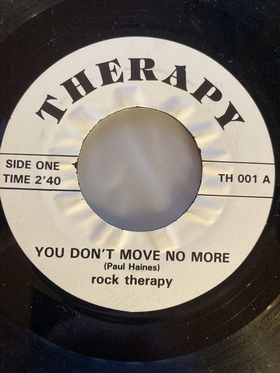 THERAPY
SIDE ONE
TIME 2'40
TH 001 A
YOU DON'T MOVE NO MORE
(Paul Haines)
rock therapy